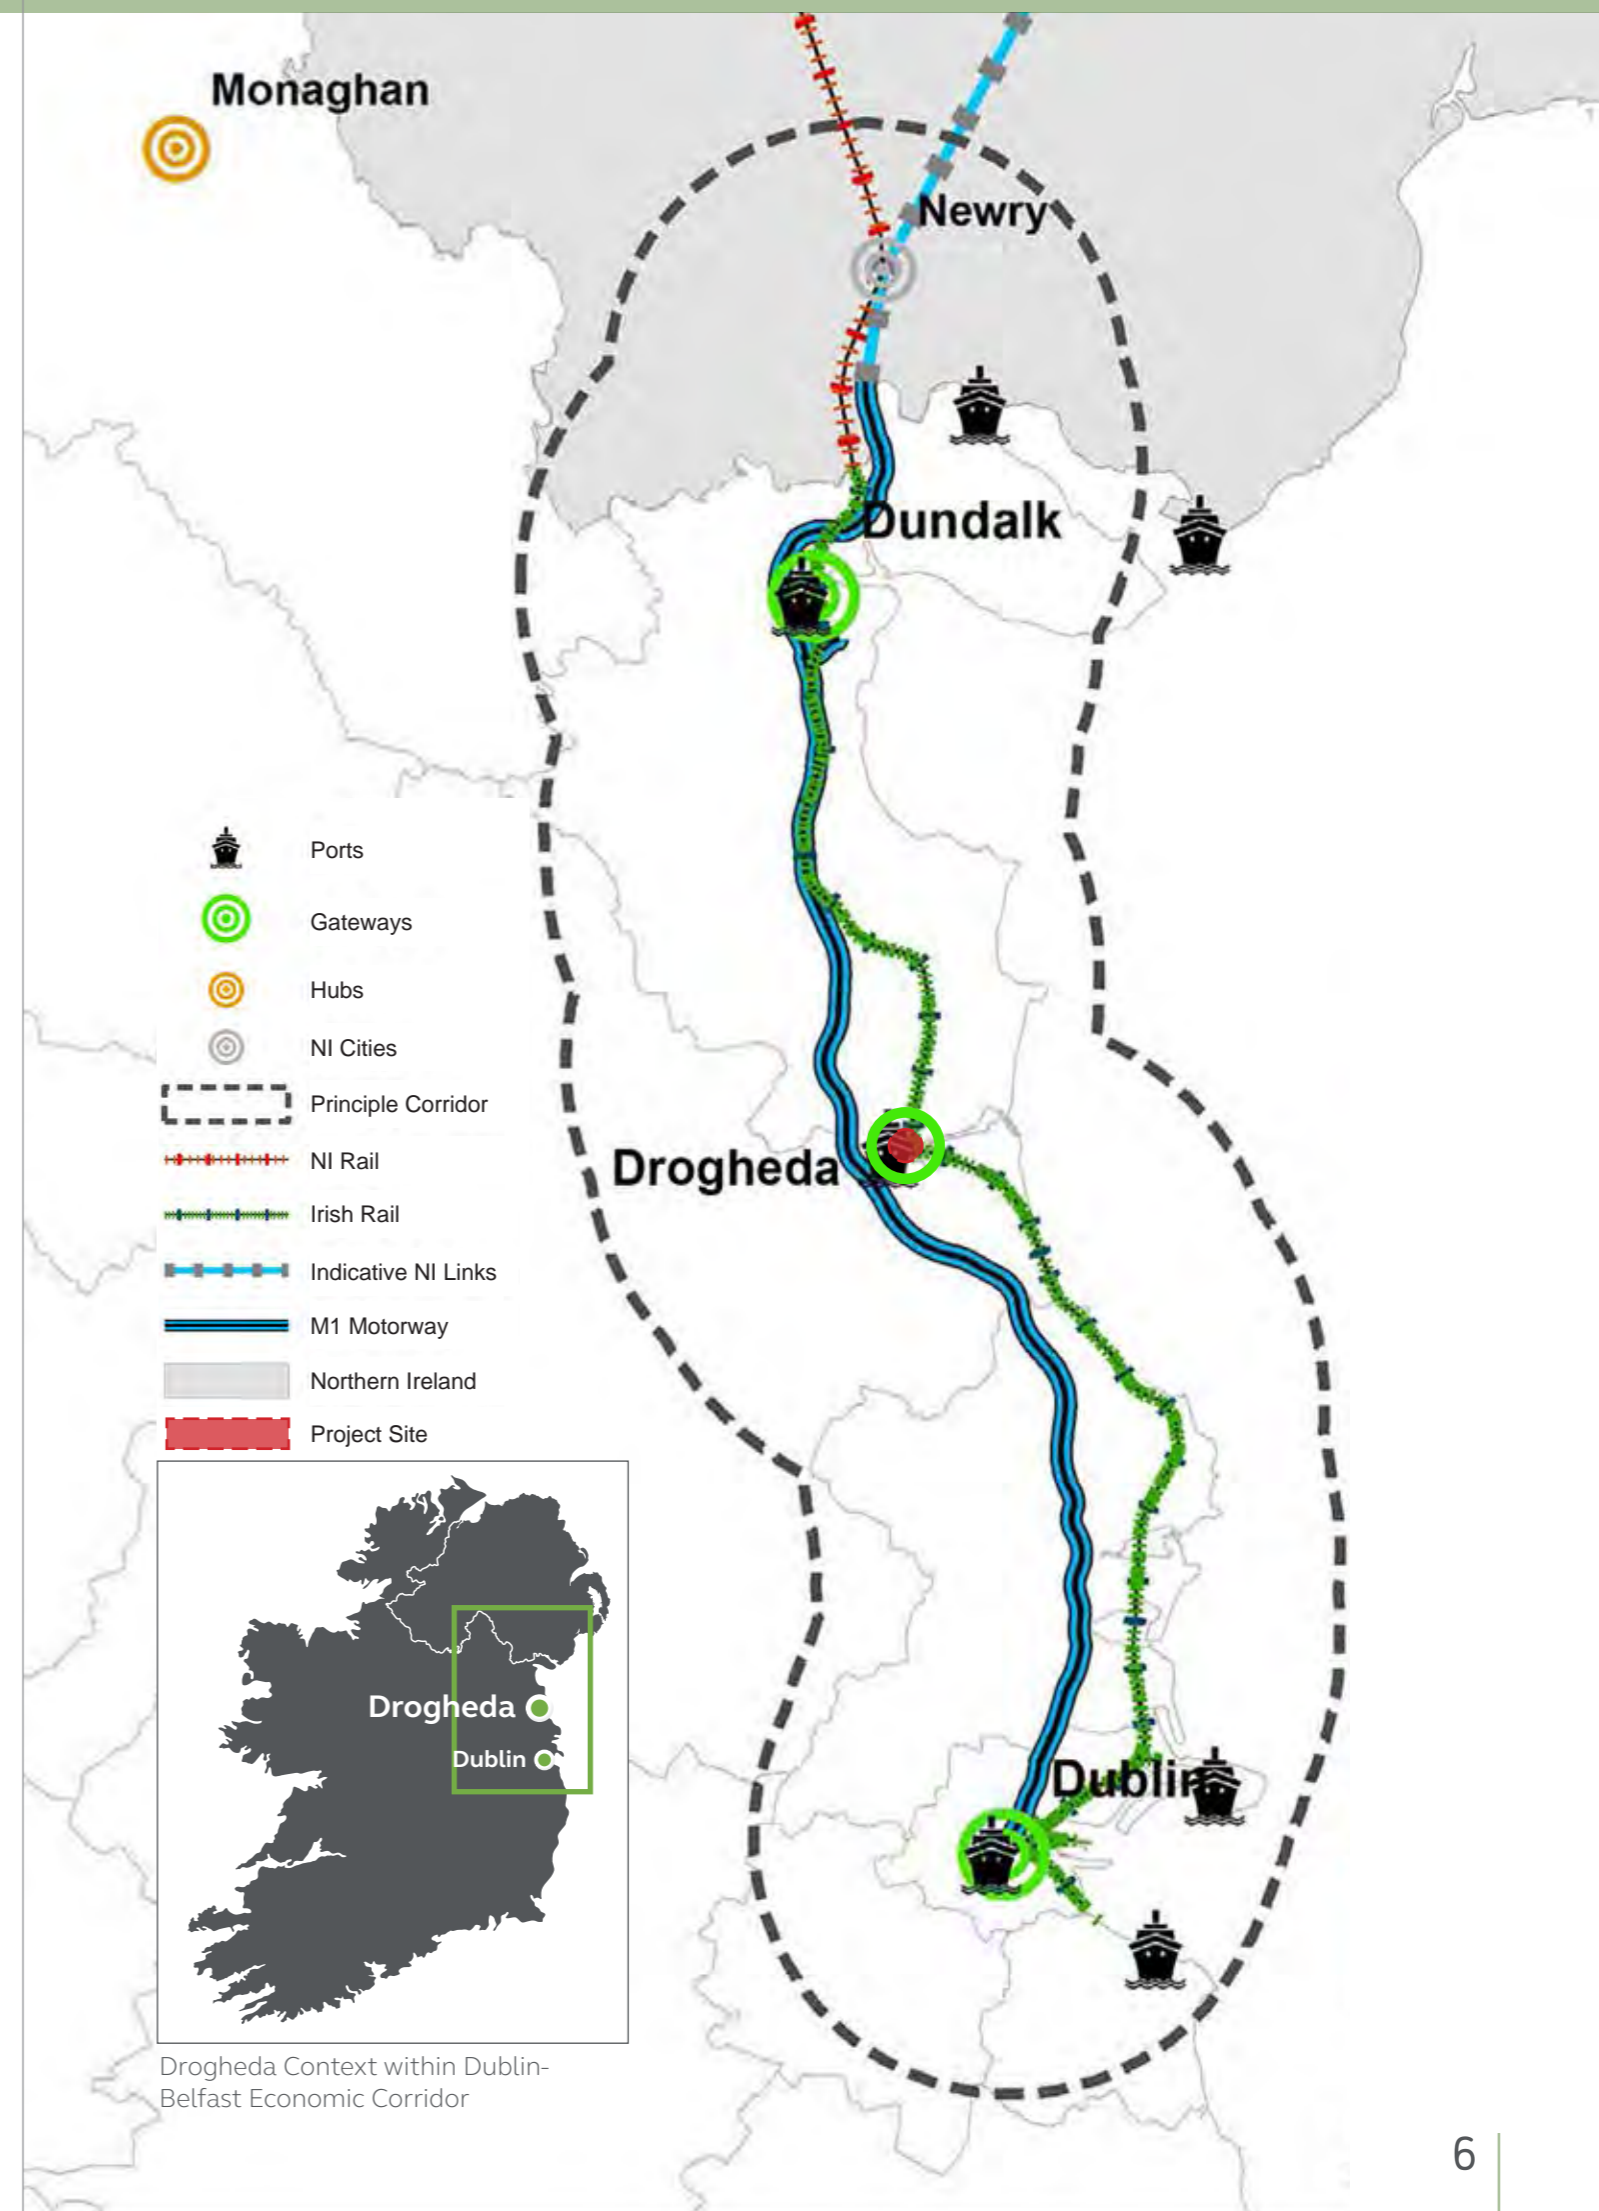 Monaghan
Newry
Dundalk
Ports
Gateways
Hubs
NI Cities
Principle Corridor
NI Rail
Drogheda
Irish Rail
Indicative NI Links
M1 Motorway
Northern Ireland
Project Site
Drogheda
Dublin
Dublin
Drogheda Context within Dublin-
Belfast Economic Corridor
6